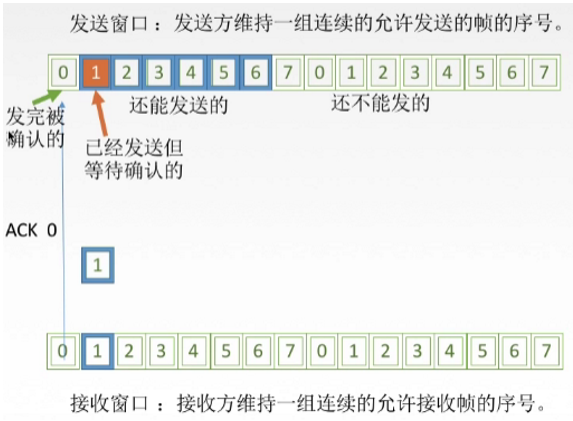 发送窗口：发送方维持一组连续的允许发送的帧的序号。
0 1 2 3 4 5 6 7 0 1 2 3 4 5 6 7
还能发送的 还不能发的
发完被
确认的
已经发送但
等待确认的
ACK 0
1
0 1 2 3 4 5 6 7 0 1 2 3 4 5 6 7
接收窗口：接收方维持一组连续的允许接收帧的序号。